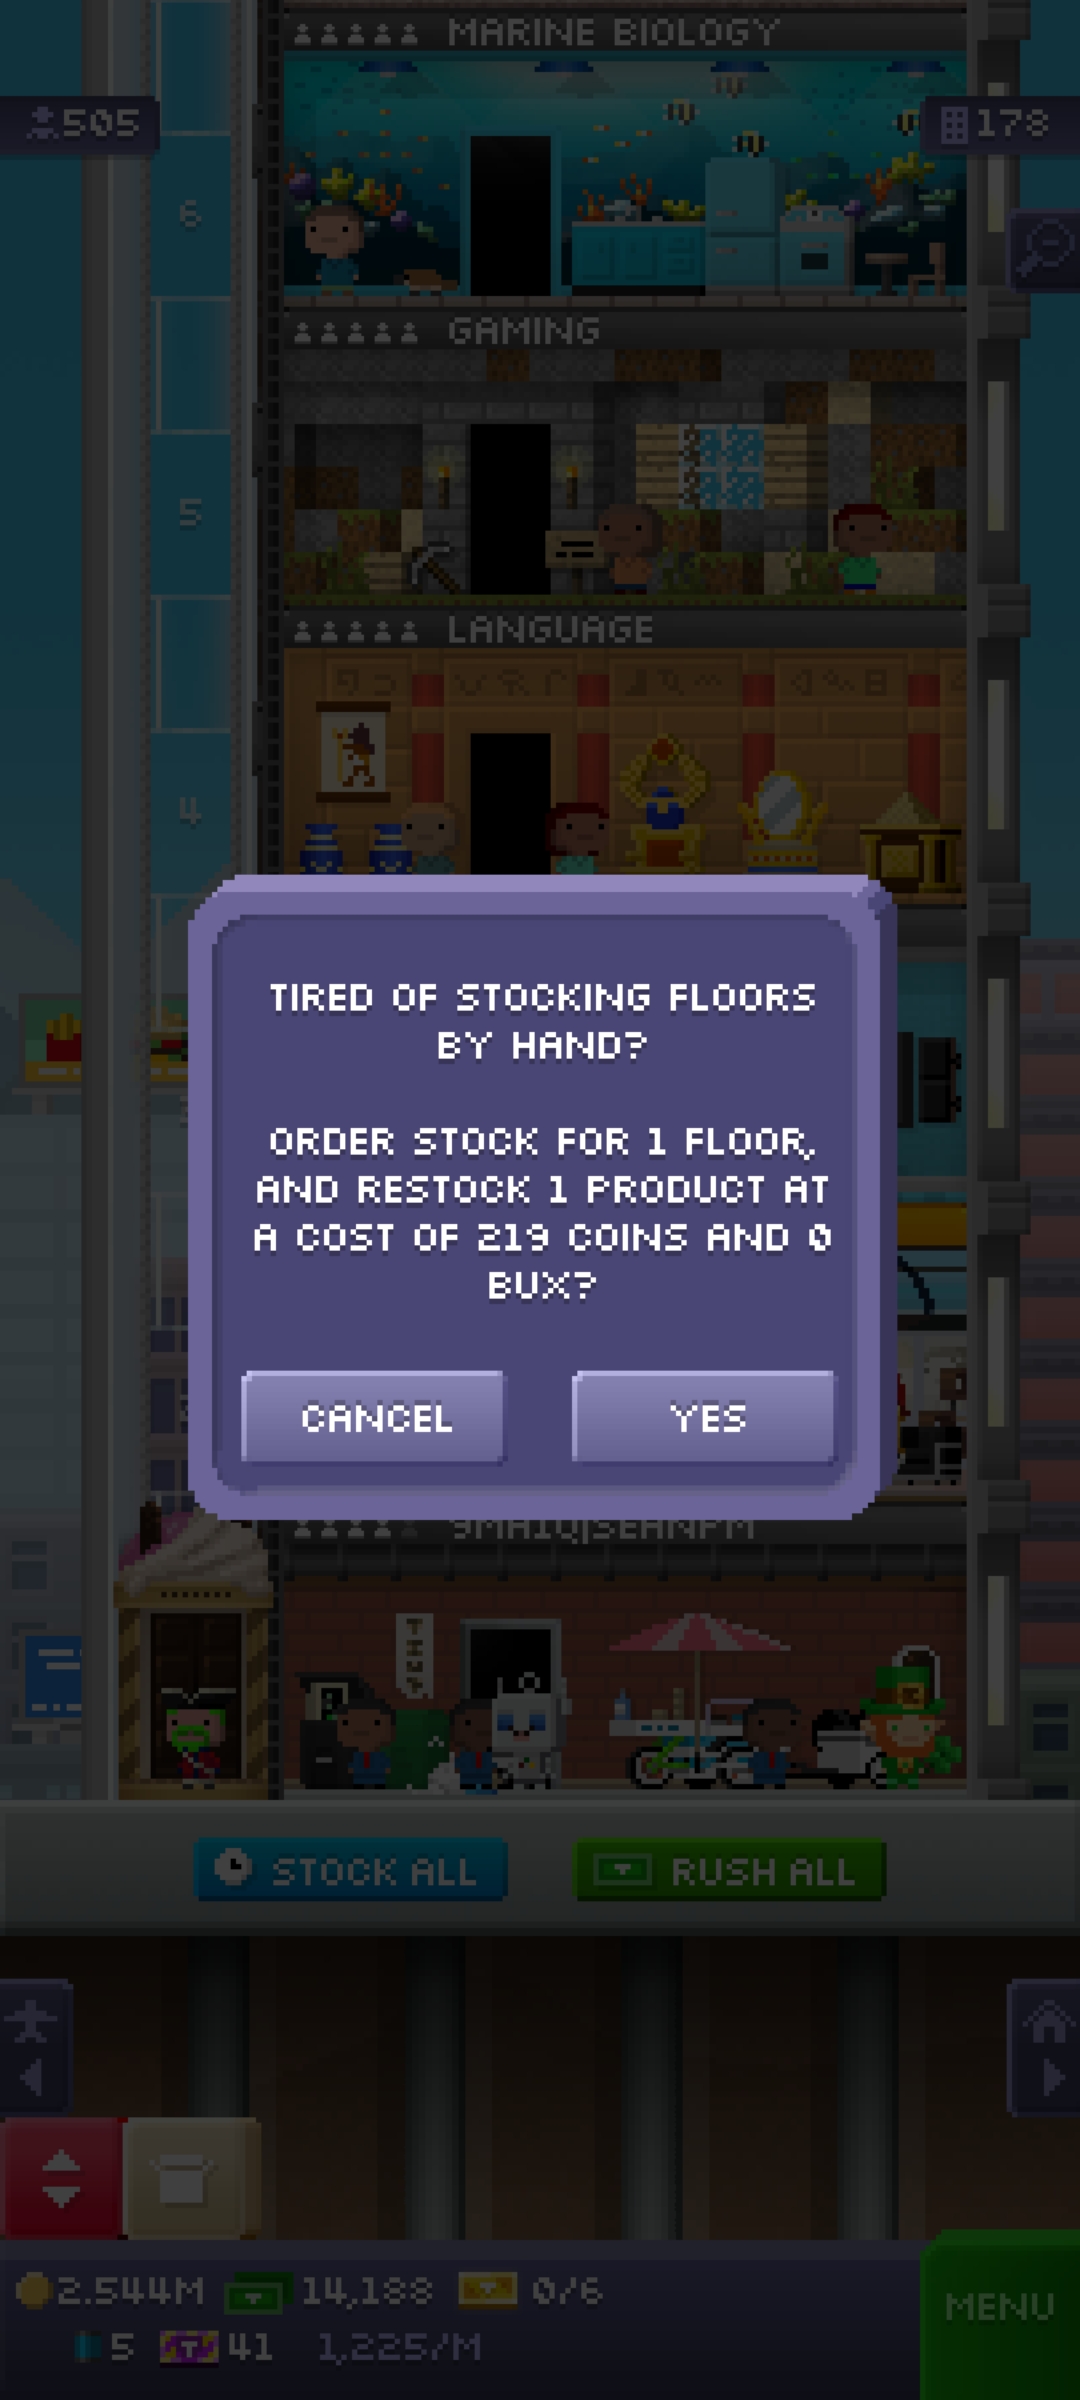 MARINE BIOLOGY
505
178
6
GAMING
5
LANGUAGE
4
TIRED OF STOCKING FLOORS
BY HAND?
ORDER STOCK FOR 1 FLOOR,
AND RESTOCK 1 PRODUCT AT
A COST OF 219 COINS AND 0
BUX?
CANCEL
YES
STOCK ALL
RUSH ALL
2.544M
14,188
0/6
5
41
1,225/M
MENU